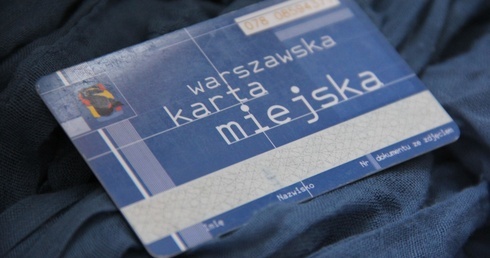 warszawska
karta
miejska
Nr dokumentu ze zdjęciem
Nazwisko
Imię